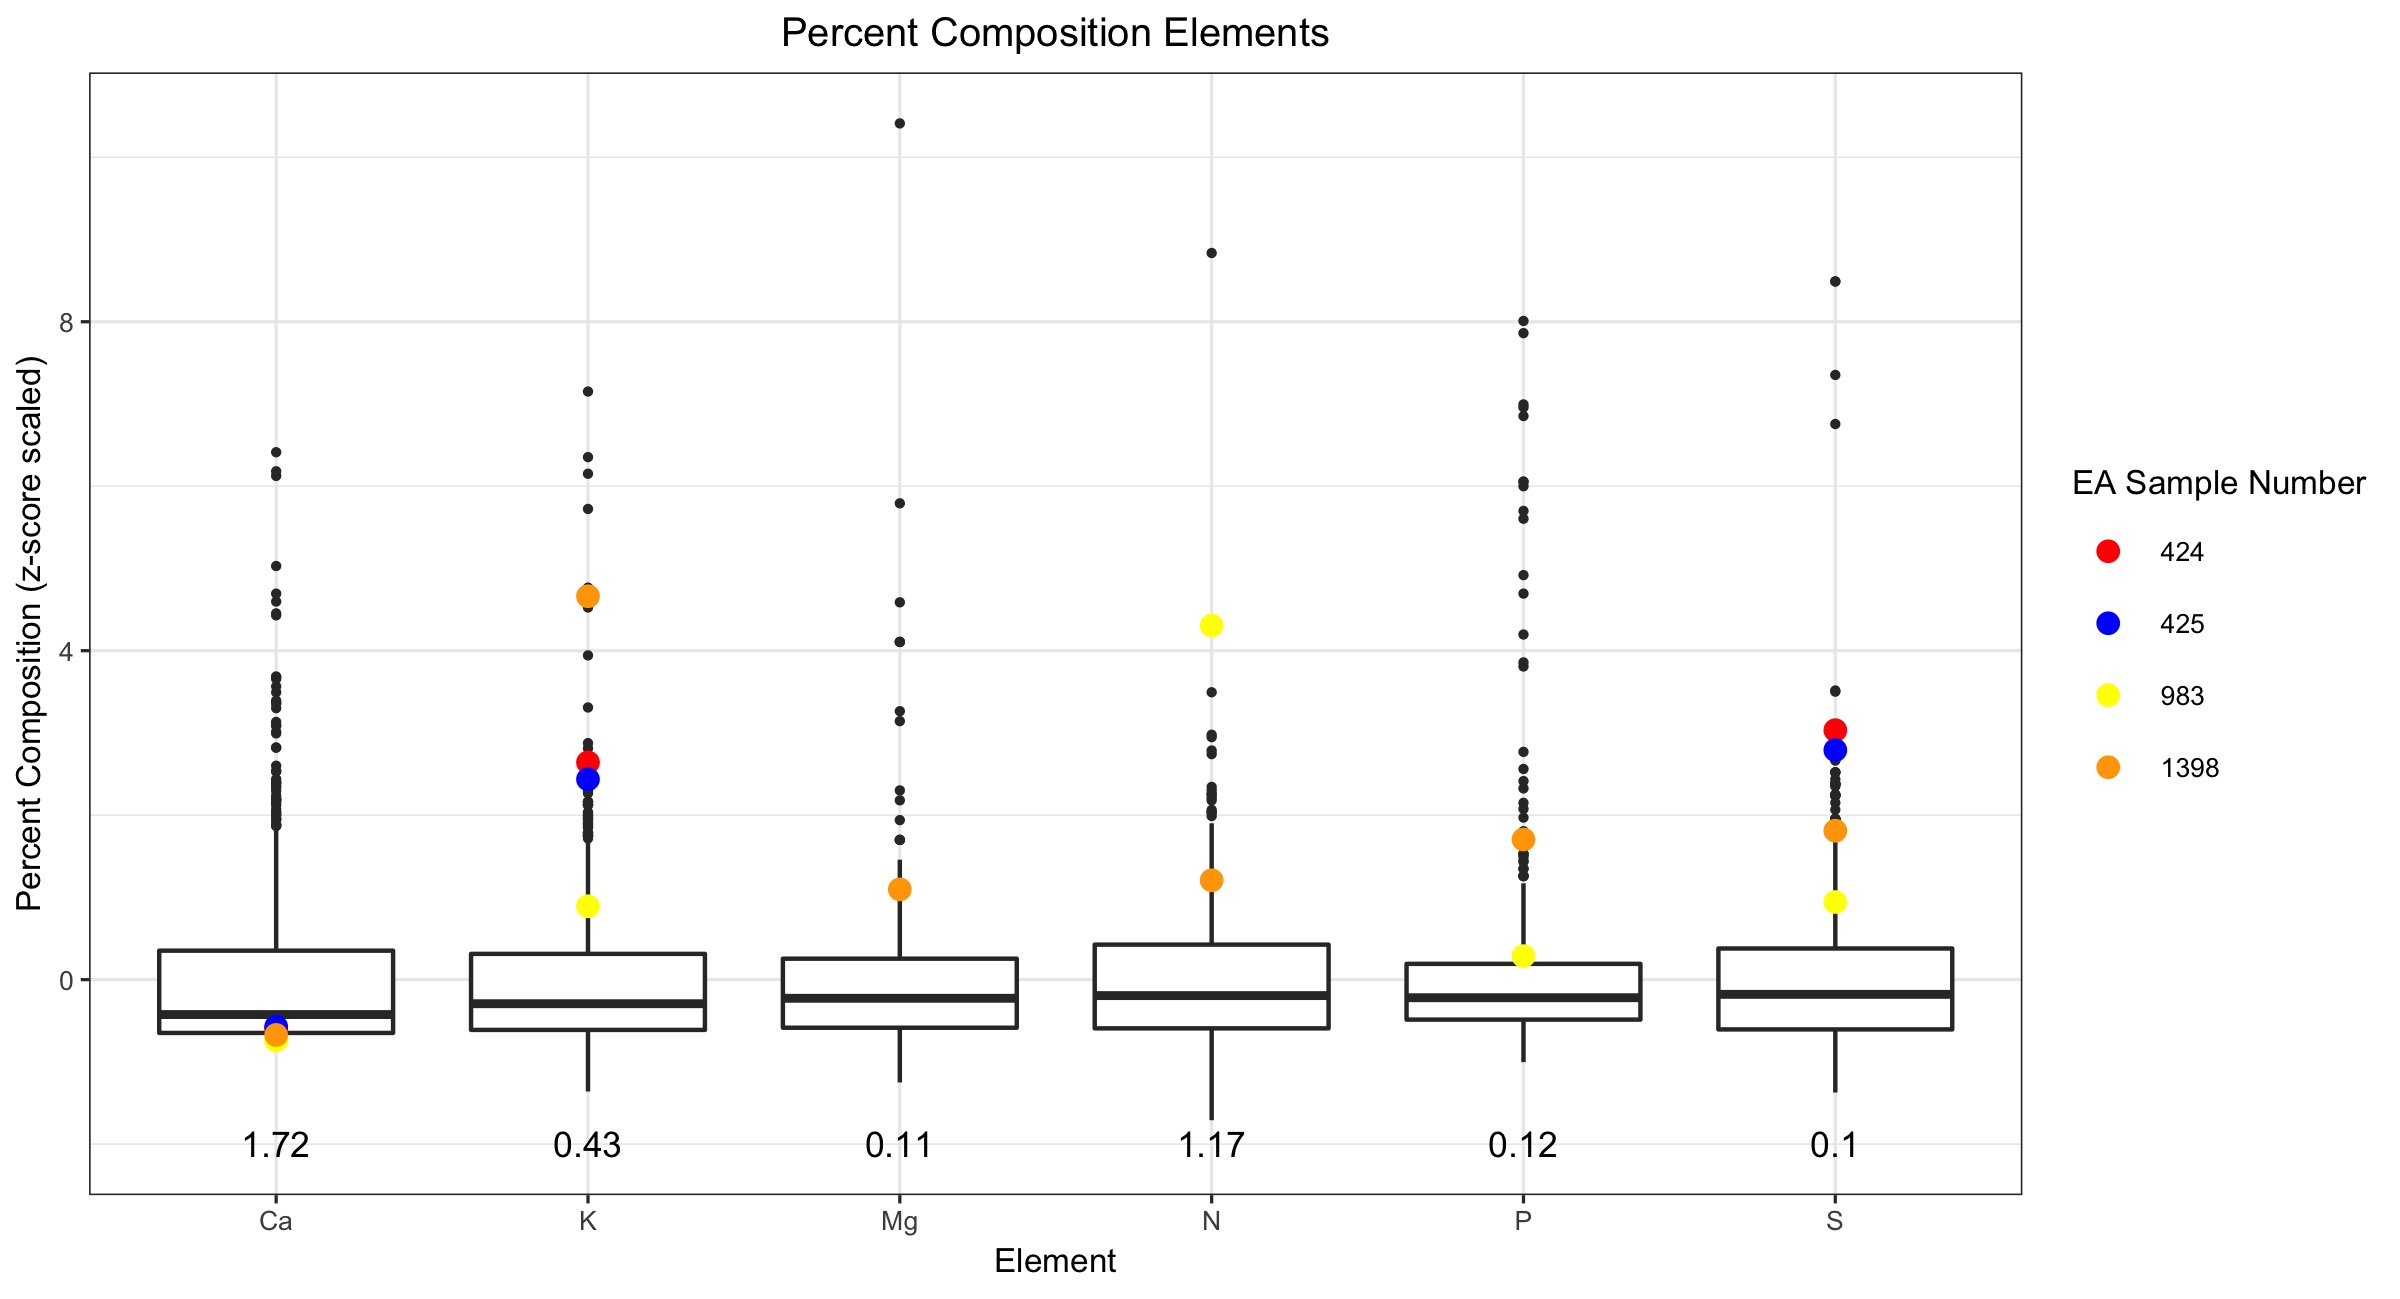 Percent Composition Elements
Percent Composition (z-score scaled)
8
4
0
1.72 0.43 0.11 1.17 0.12 0.1
Ca K Mg N P S
Element
EA Sample Number
424
425
983
1398